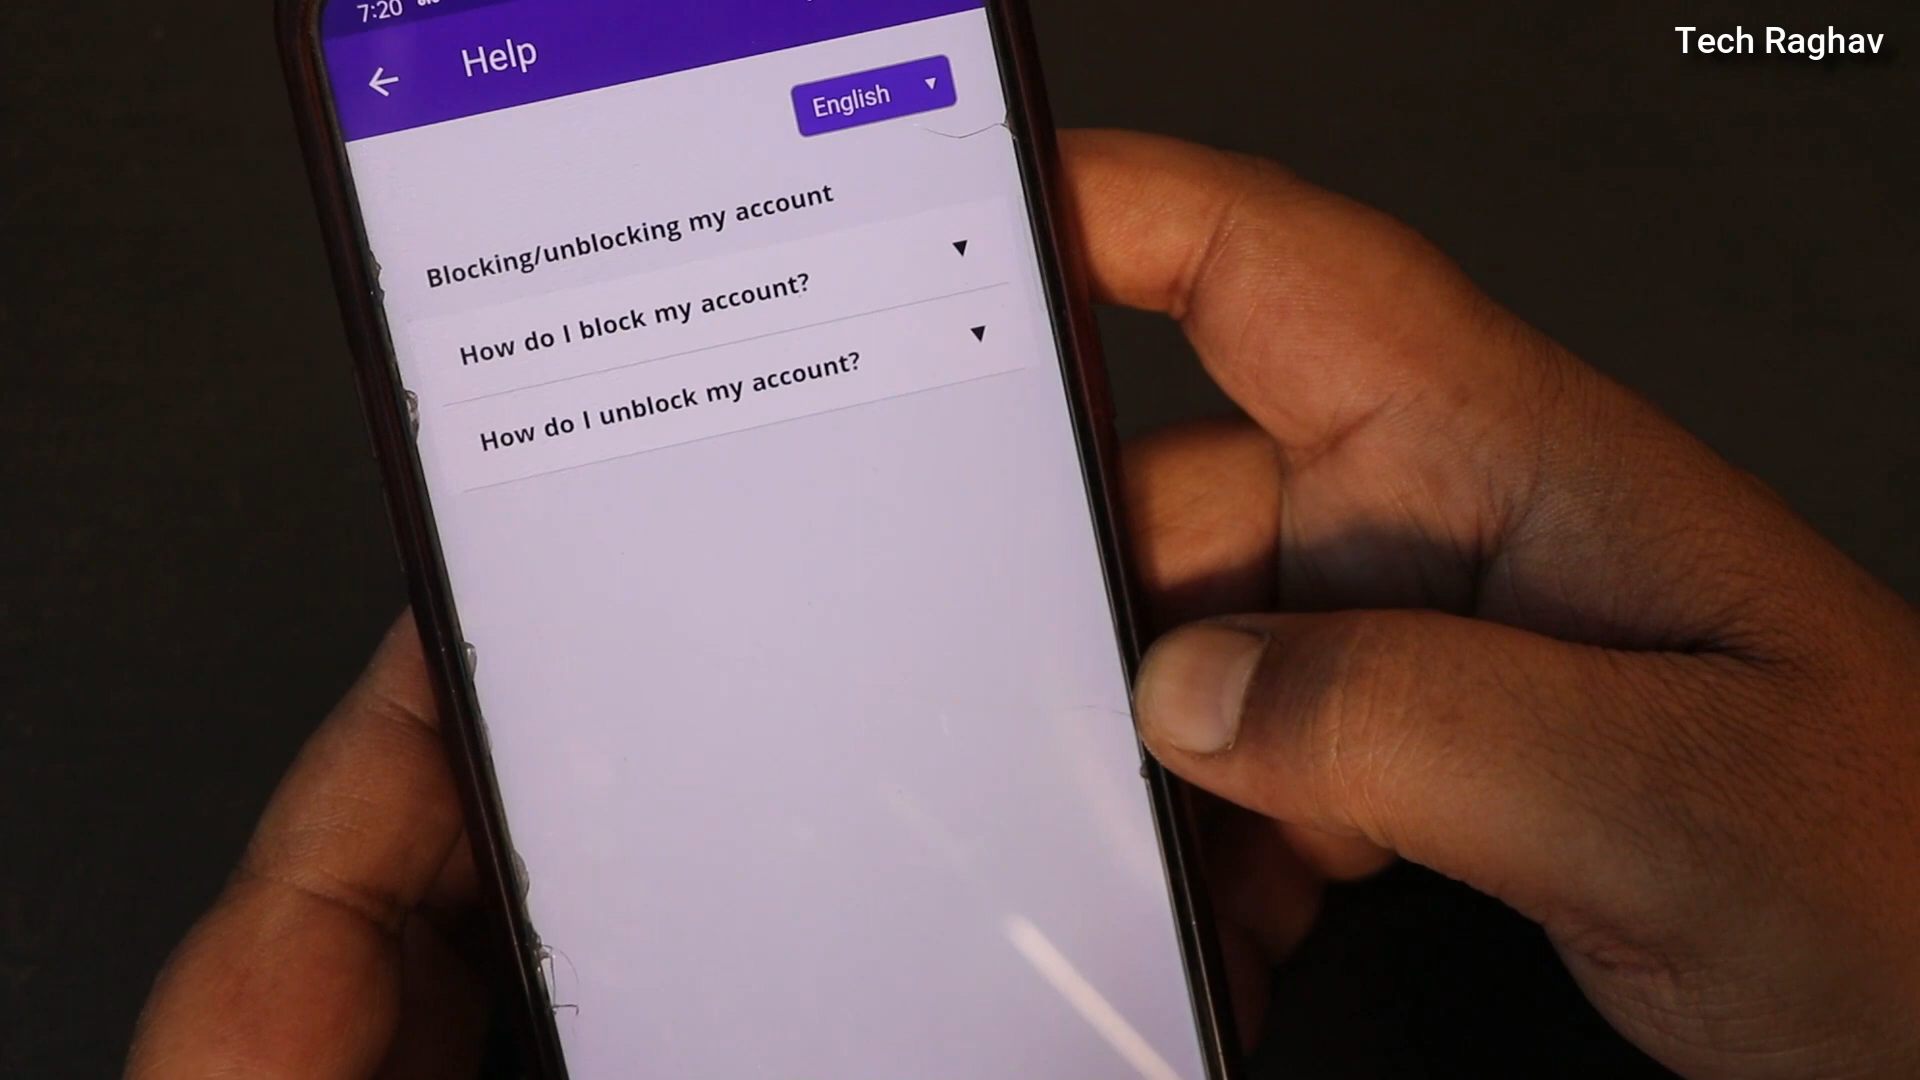 Tech Raghav
7:20
Help
English
Blocking/unblocking my account
How do I block my account?
How do I unblock my account?